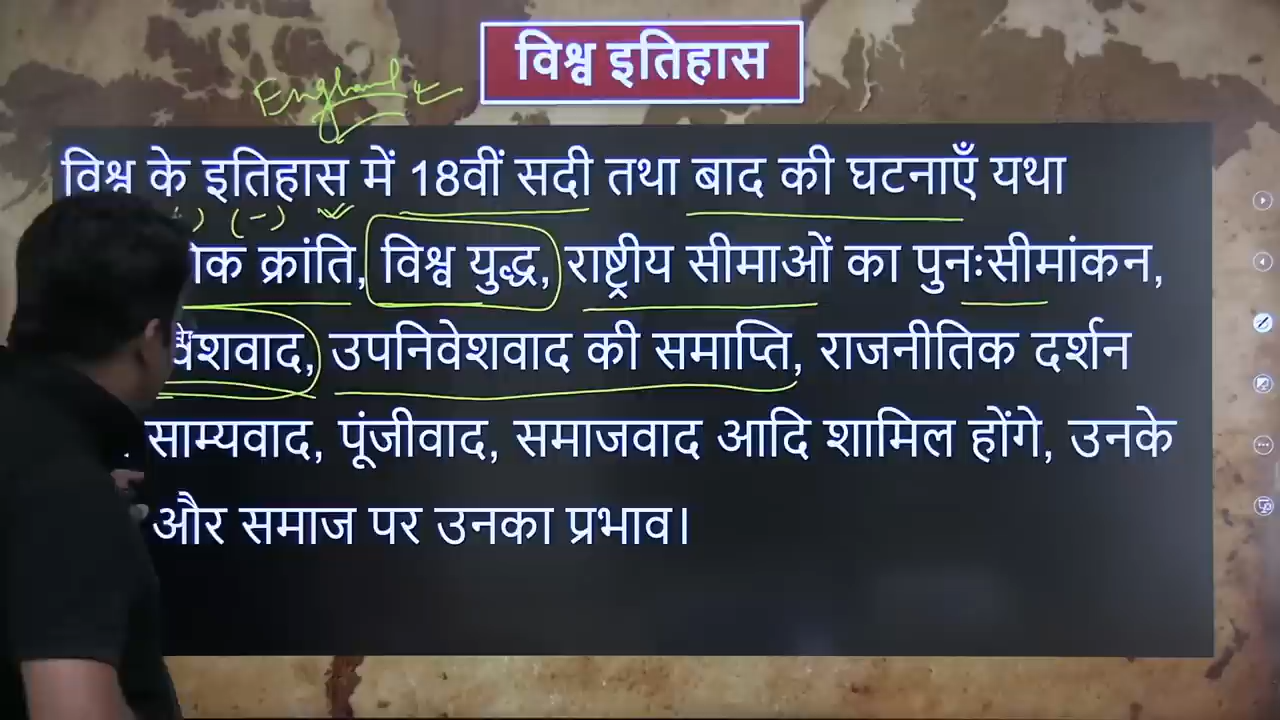 विश्व इतिहास
England
विश्व के इतिहास में 18वीं सदी तथा बाद की घटनाएँ यथा
(-)
क्रांति, विश्व युद्ध, राष्ट्रीय सीमाओं का पुनःसीमांकन,
उपनिवेशवाद की समाप्ति, राजनीतिक दर्शन
साम्यवाद, पूंजीवाद, समाजवाद आदि शामिल होंगे, उनके
और समाज पर उनका प्रभाव।